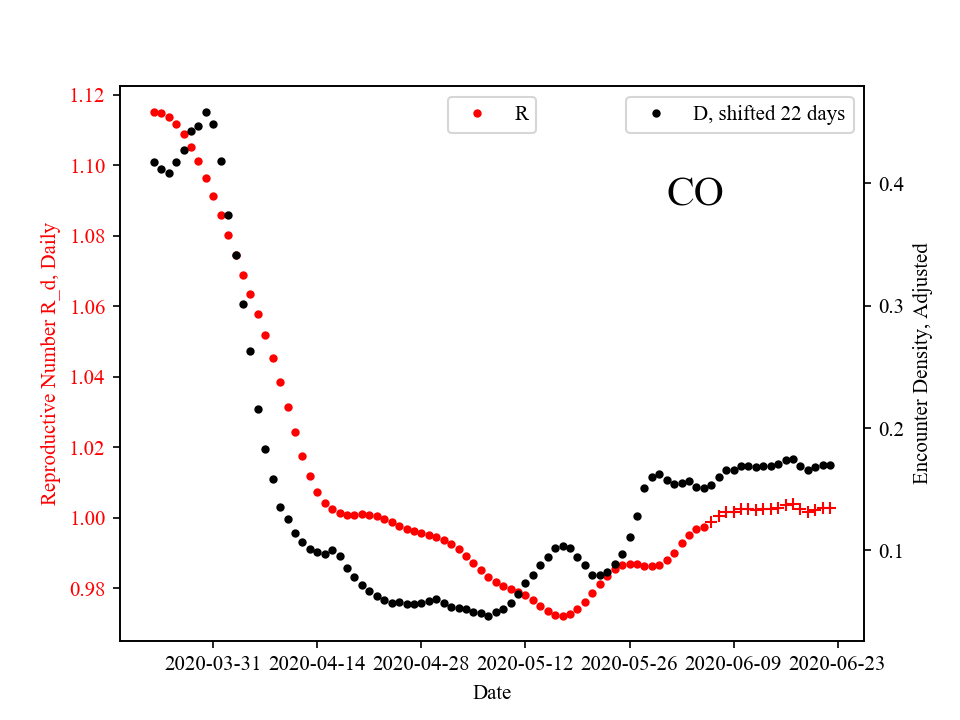 R
D, shifted 22 days
CO
Reproductive Number R_d, Daily
1.12
1.10
1.08
1.06
1.04
1.02
1.00
0.98
0.4
0.3
0.2
0.1
Encounter Density, Adjusted
2020-03-31 2020-04-14 2020-04-28 2020-05-12 2020-05-26 2020-06-09 2020-06-23
Date